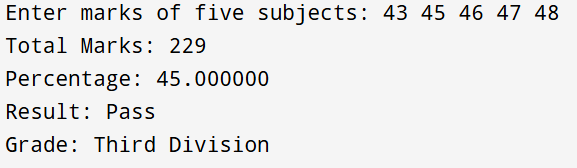 Enter marks of five subjects: 43 45 46 47 48
Total Marks: 229
Percentage: 45.000000
Result: Pass
Grade: Third Division